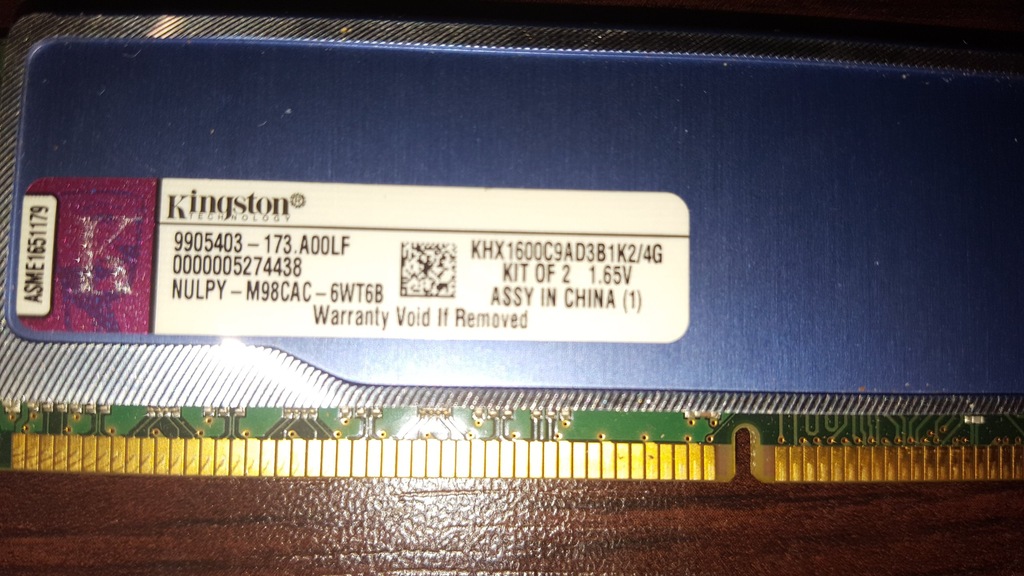 ASME1651179
K
Kingston®
TECHNOLOGY
9905403-173.A00LF
0000005274438
NULPY-M98CAC-6WT6B
KHX1600C9AD3B1K2/4G
KIT OF 2 1.65V
ASSY IN CHINA (1)
Warranty Void If Removed